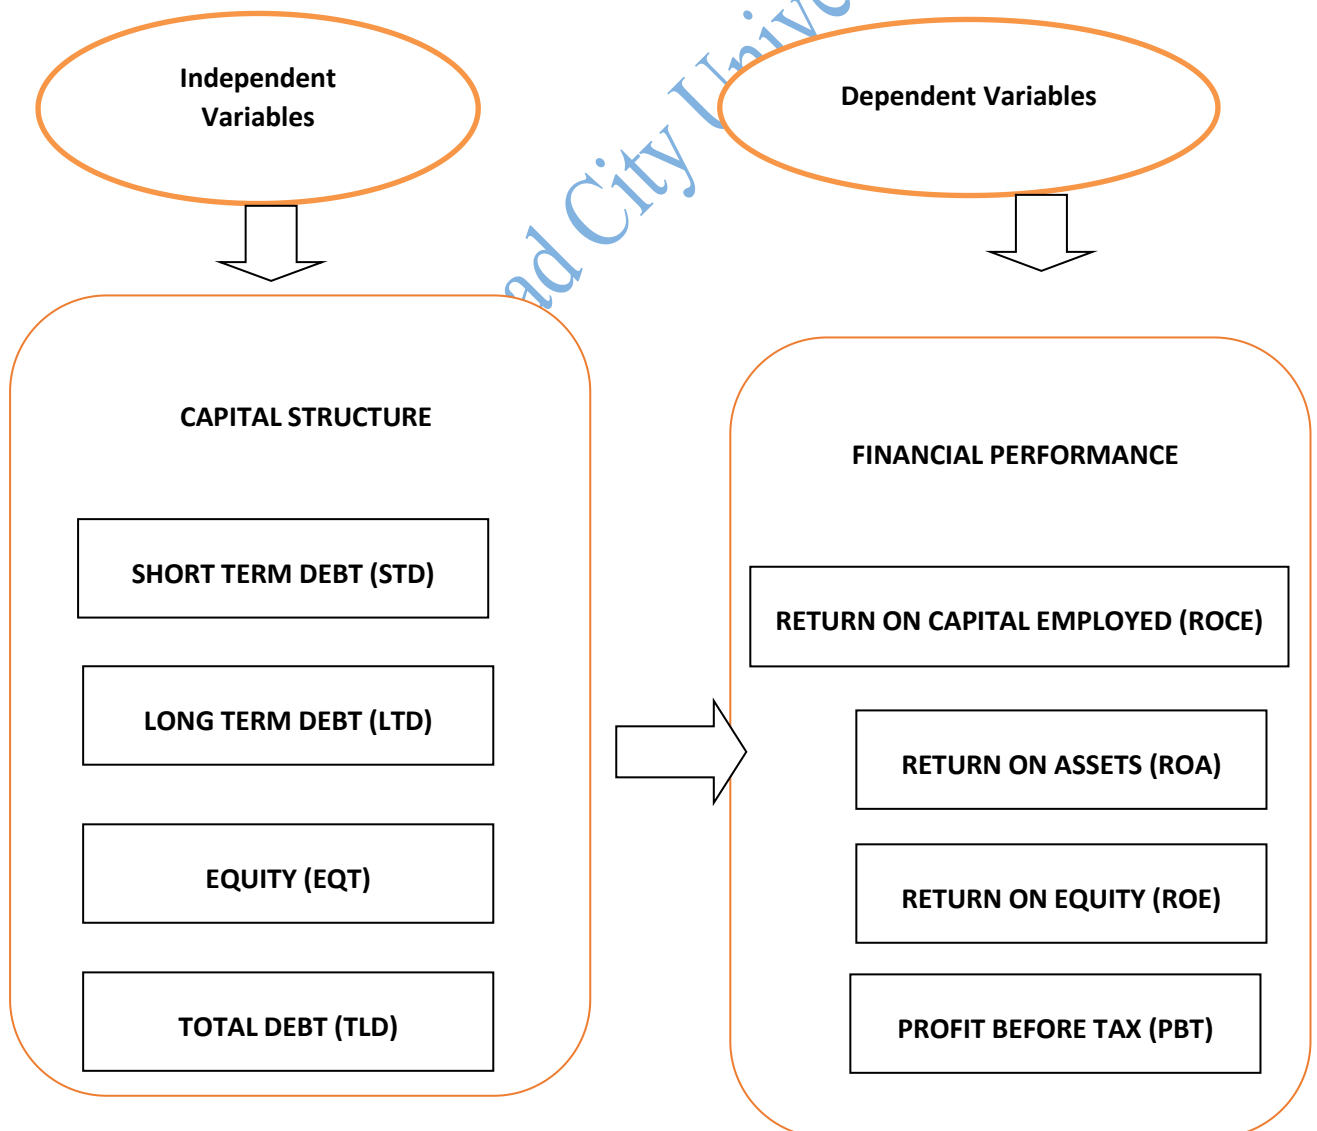 Independent
Variables
Dependent Variables
City
CAPITAL STRUCTURE
SHORT TERM DEBT (STD)
LONG TERM DEBT (LTD)
EQUITY (EQT)
TOTAL DEBT (TLD)
FINANCIAL PERFORMANCE
RETURN ON CAPITAL EMPLOYED (ROCE)
RETURN ON ASSETS (ROA)
RETURN ON EQUITY (ROE)
PROFIT BEFORE TAX (PBT)